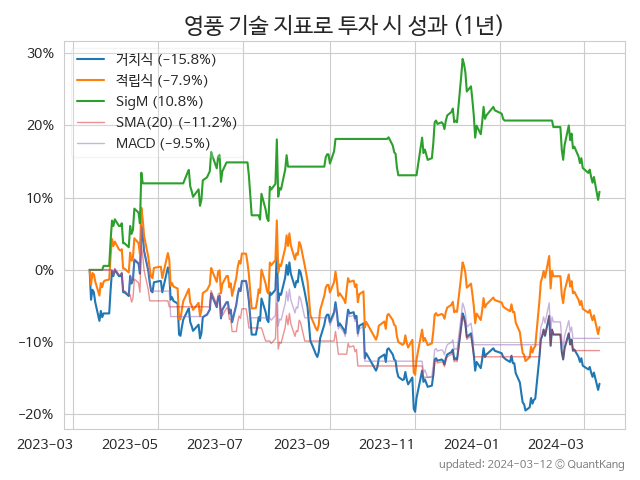 영풍 기술 지표로 투자 시 성과 (1년)
30%
20%
10%
0%
−10%
−20%
거치식 (−15.8%)
적립식 (−7.9%)
SigM (10.8%)
SMA(20) (−11.2%)
MACD (−9.5%)
2023-03 2023-05 2023-07 2023-09 2023-11 2024-01 2024-03
updated: 2024-03-12 © QuantKang